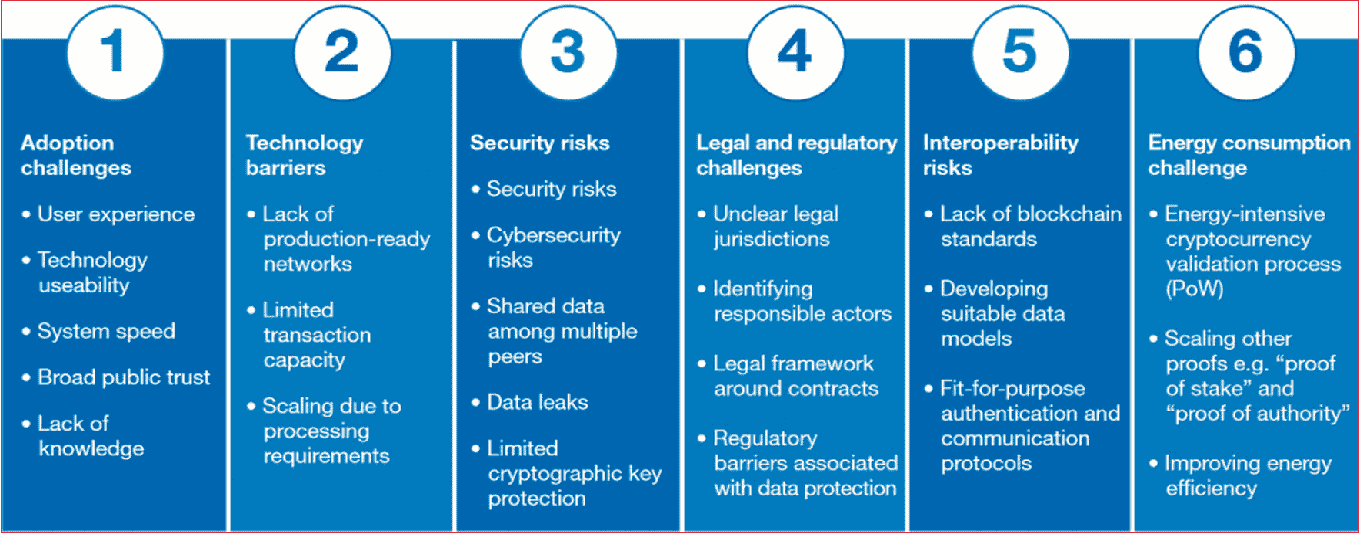 1
Adoption
challenges
• User experience
• Technology
useability
• System speed
• Broad public trust
• Lack of
knowledge
2
Technology
barriers
• Lack of
production-ready
networks
• Limited
transaction
capacity
• Scaling due to
processing
requirements
3
Security risks
• Security risks
• Cybersecurity
risks
• Shared data
among multiple
peers
• Data leaks
• Limited
cryptographic key
protection
4
Legal and regulatory
challenges
• Unclear legal
jurisdictions
• Identifying
responsible actors
• Legal framework
around contracts
• Regulatory
barriers associated
with data protection
5
Interoperability
risks
• Lack of blockchain
standards
• Developing
suitable data
models
• Fit-for-purpose
authentication and
communication
protocols
6
Energy consumption
challenge
• Energy-intensive
cryptocurrency
validation process
(PoW)
• Scaling other
proofs e.g. “proof
of stake” and
“proof of authority”
• Improving energy
efficiency